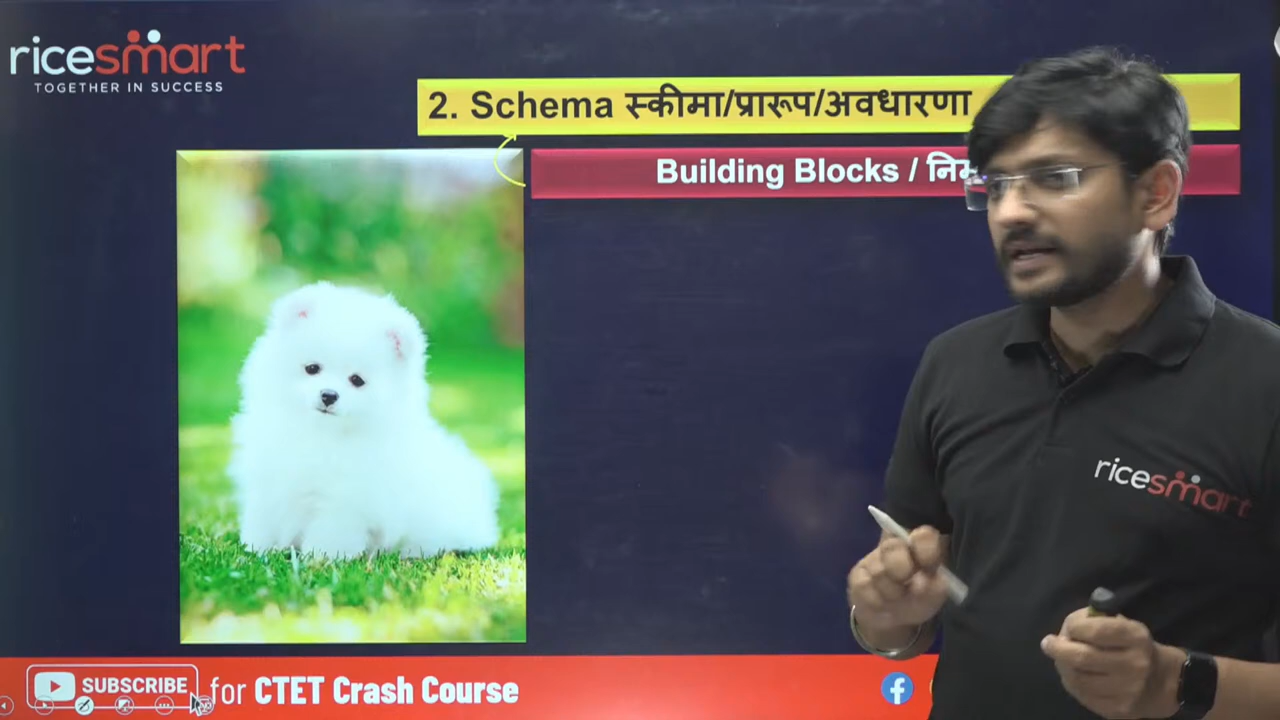 ricesmart
TOGETHER IN SUCCESS
2. Schema स्कीमा/प्रारूप/अवधारणा
Building Blocks /
ricesmart
SUBSCRIBE for CTET Crash Course